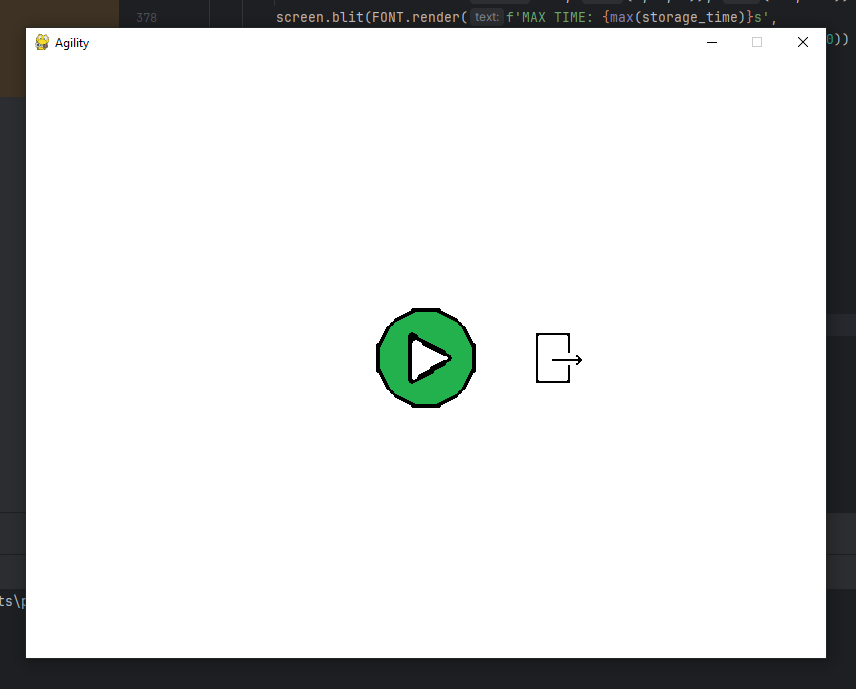 378 screen.blit(FONT.render( text: f'MAX TIME: {max(storage_time)}s',
Agility
0))
ts\p